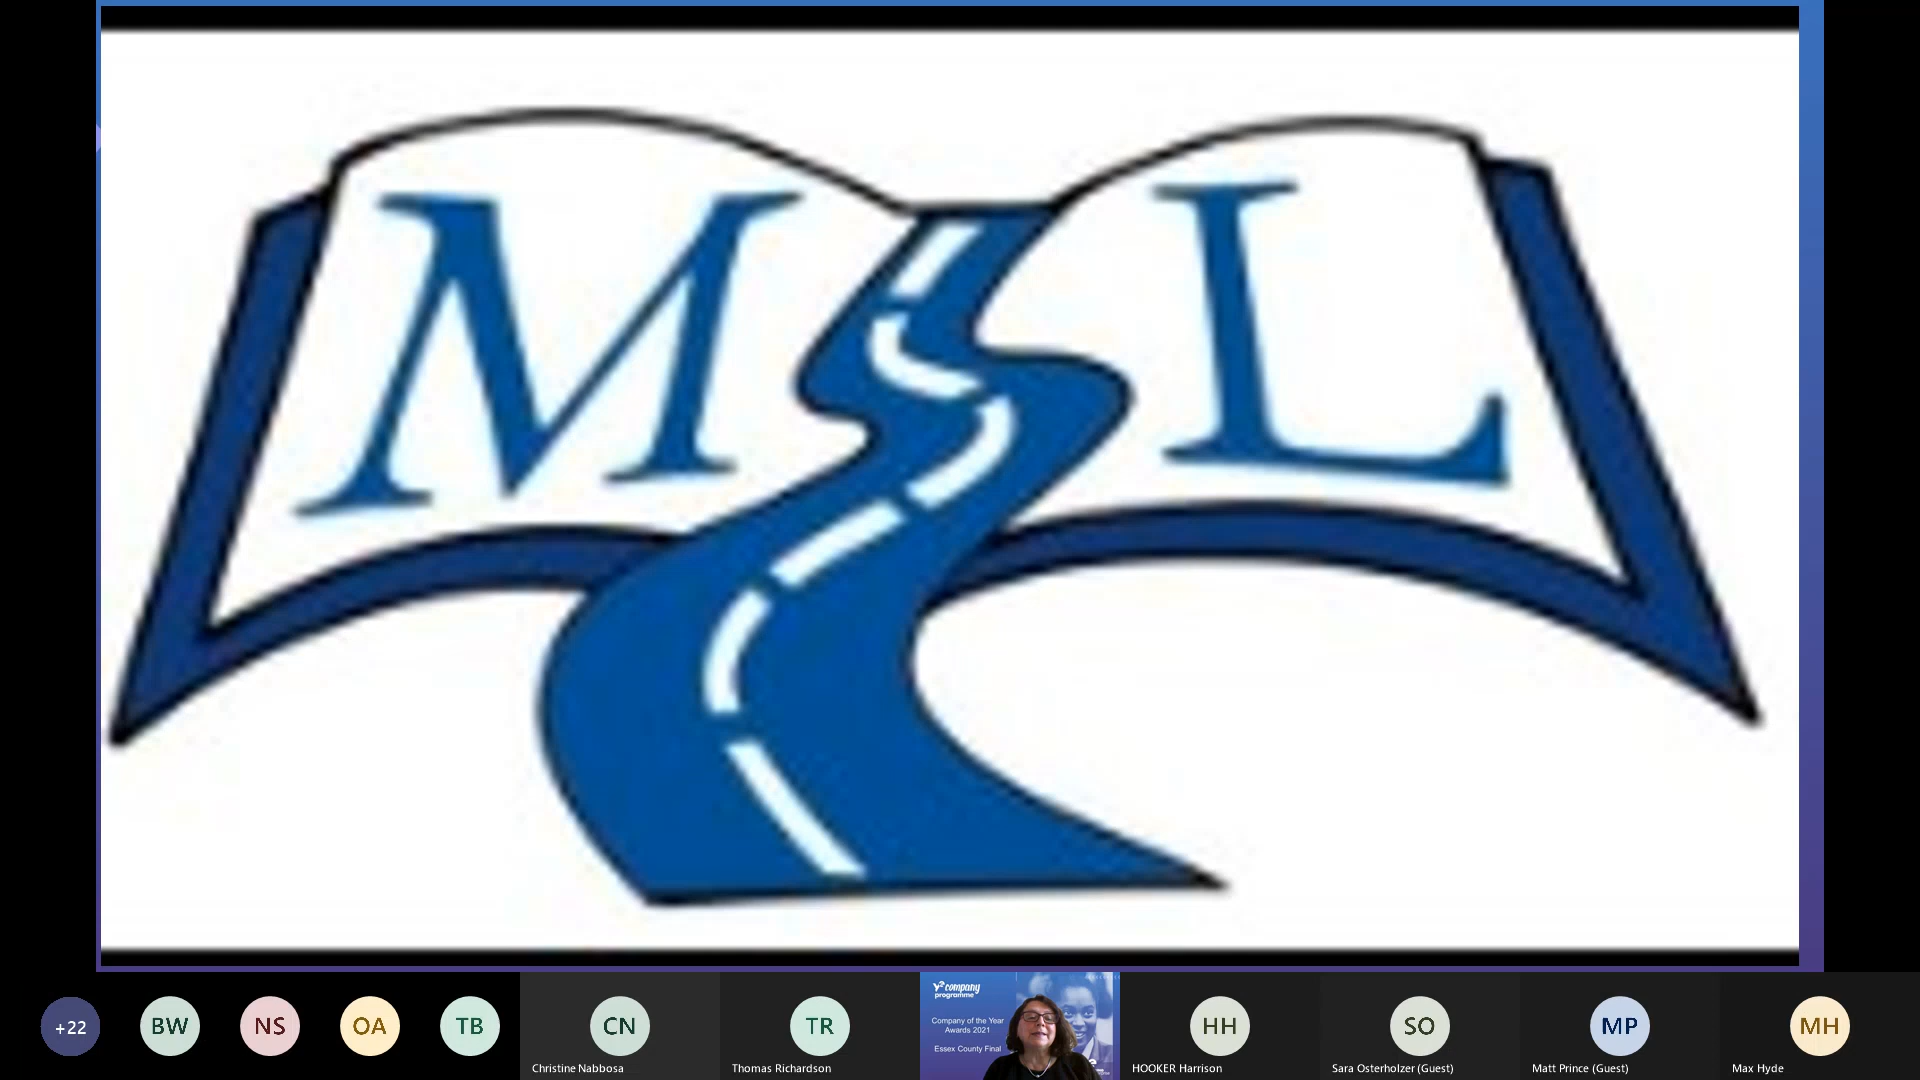 M L
+22
BW
NS
OA
TB
CN
Christine Nabbosa
TR
Thomas Richardson
company
programme
Company of the Year
Awards 2021
Essex County Final
HH
HOOKER Harrison
SO
Sara Osterholzer (Guest)
MP
Matt Prince (Guest)
MH
Max Hyde